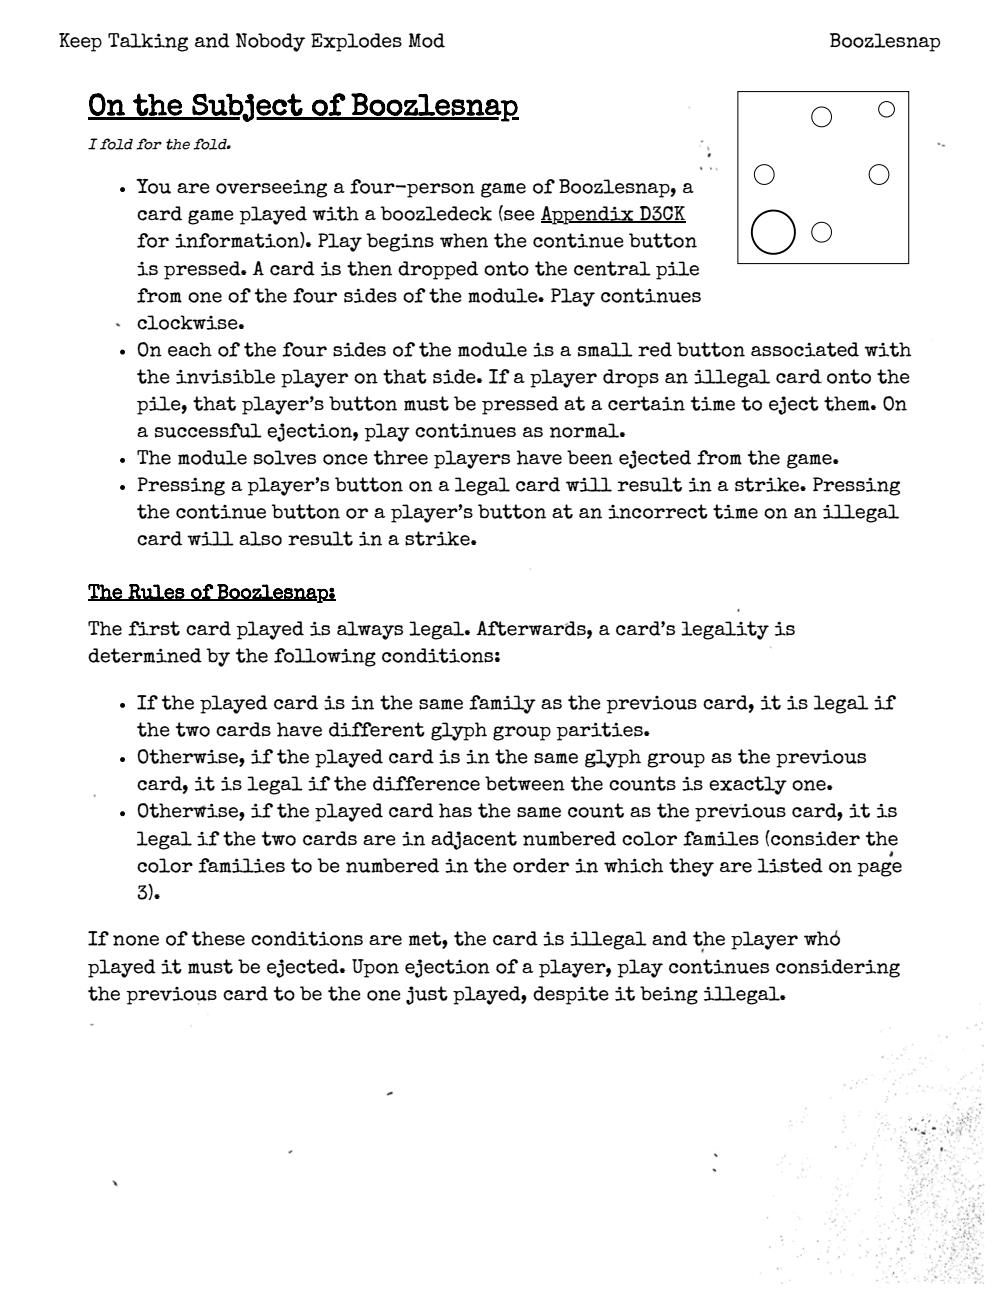 Keep Talking and Nobody Explodes Mod
Boozlesnap
On the Subject of Boozlesnap
I fold for the fold.
• You are overseeing a four-person game of Boozlesnap, a
card game played with a boozledeck (see Appendix D3CK
for information). Play begins when the continue button
is pressed. A card is then dropped onto the central pile
from one of the four sides of the module. Play continues
clockwise.
• On each of the four sides of the module is a small red button associated with
the invisible player on that side. If a player drops an illegal card onto the
pile, that player's button must be pressed at a certain time to eject them. On
a successful ejection, play continues as normal.
• The module solves once three players have been ejected from the game.
• Pressing a player's button on a legal card will result in a strike. Pressing
the continue button or a player's button at an incorrect time on an illegal
card will also result in a strike.
The Rules of Boozlesnap:
The first card played is always legal. Afterwards, a card's legality is
determined by the following conditions:
• If the played card is in the same family as the previous card, it is legal if
the two cards have different glyph group parities.
• Otherwise, if the played card is in the same glyph group as the previous
card, it is legal if the difference between the counts is exactly one.
• Otherwise, if the played card has the same count as the previous card, it is
legal if the two cards are in adjacent numbered color familes (consider the
color families to be numbered in the order in which they are listed on page
3).
If none of these conditions are met, the card is illegal and the player who
played it must be ejected. Upon ejection of a player, play continues considering
the previous card to be the one just played, despite it being illegal.